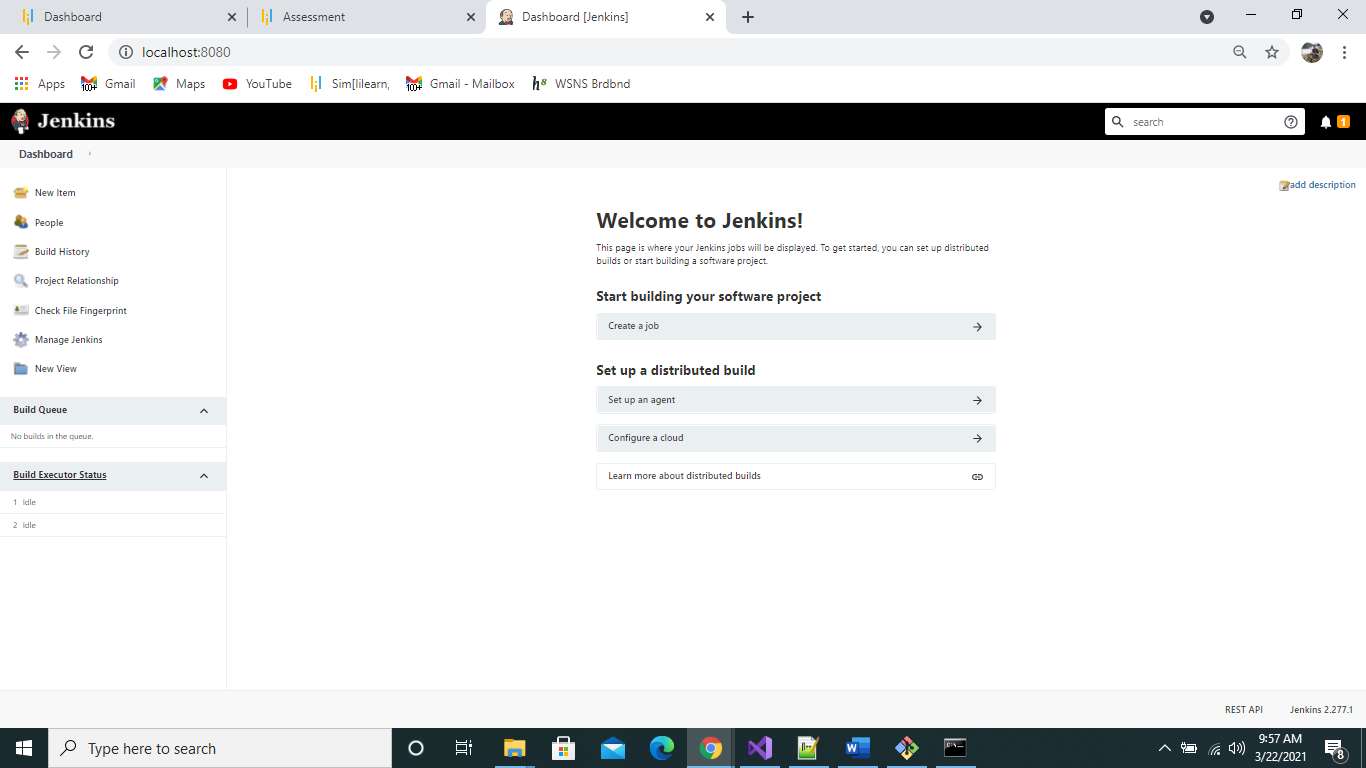 Dashboard
Assessment
Dashboard [Jenkins]
localhost:8080
Apps
Gmail
Maps
YouTube
Sim[lilearn,
Gmail - Mailbox
WSNS Brdbnd
Jenkins
search
1
Dashboard
New Item
People
Build History
Project Relationship
Check File Fingerprint
Manage Jenkins
New View
Build Queue
No builds in the queue.
Build Executor Status
1 Idle
2 Idle
add description
Welcome to Jenkins!
This page is where your Jenkins jobs will be displayed. To get started, you can set up distributed
builds or start building a software project.
Start building your software project
Create a job
Set up a distributed build
Set up an agent
Configure a cloud
Learn more about distributed builds
REST API
Jenkins 2.277.1
Type here to search
9:57 AM
3/22/2021
8